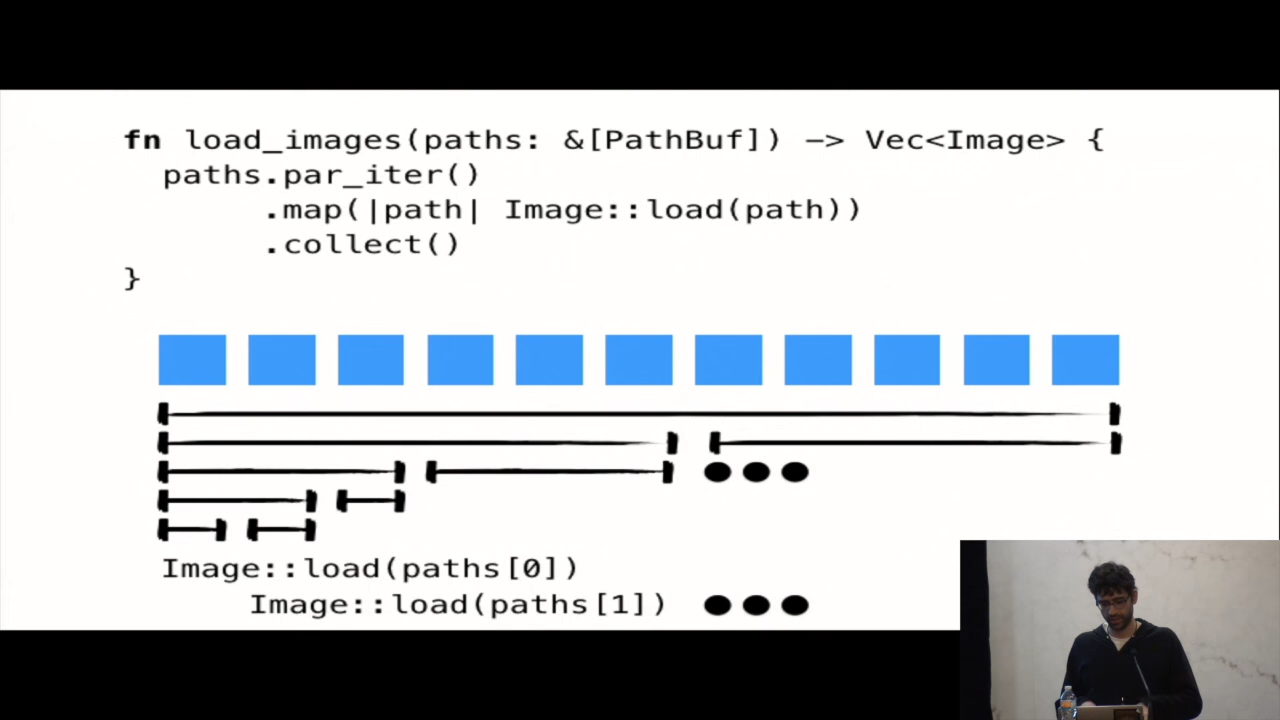 fn load_images(paths: &[PathBuf]) —> Vec<Image> {
  paths.par_iter()
       .map(|path| Image::load(path))
       .collect()
}
Image::load(paths[0])
Image::load(paths[1])